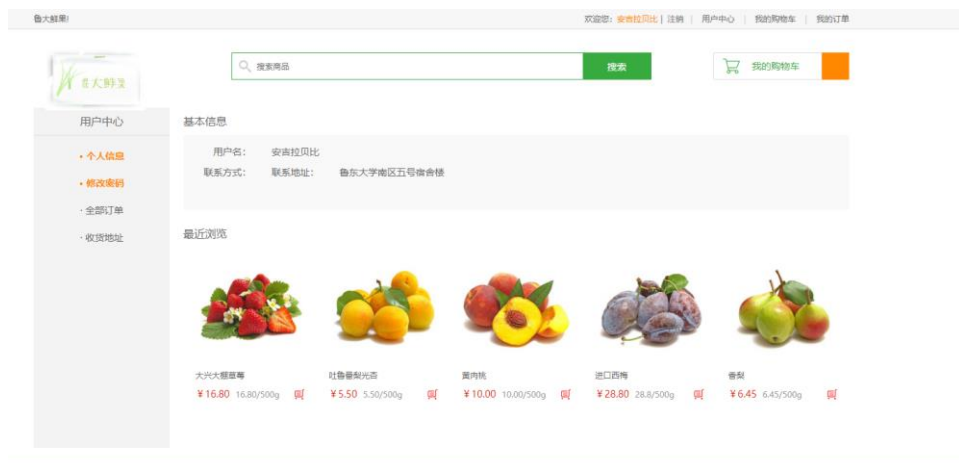 鲁大鲜果!
欢迎您: 安吉拉贝比 | 注销 | 用户中心 | 我的购物车 | 我的订单
搜索商品
搜索
我的购物车
用户中心
· 个人信息
· 修改密码
· 全部订单
· 收货地址
基本信息
用户名: 安吉拉贝比
联系方式: 联系地址: 鲁东大学南区五号宿舍楼
最近浏览
大兴大棚草莓 吐鲁番梨光杏 黄肉桃 进口西梅 香梨
¥16.80 16.80/500g ¥5.50 5.50/500g ¥10.00 10.00/500g ¥28.80 28.8/500g ¥6.45 6.45/500g